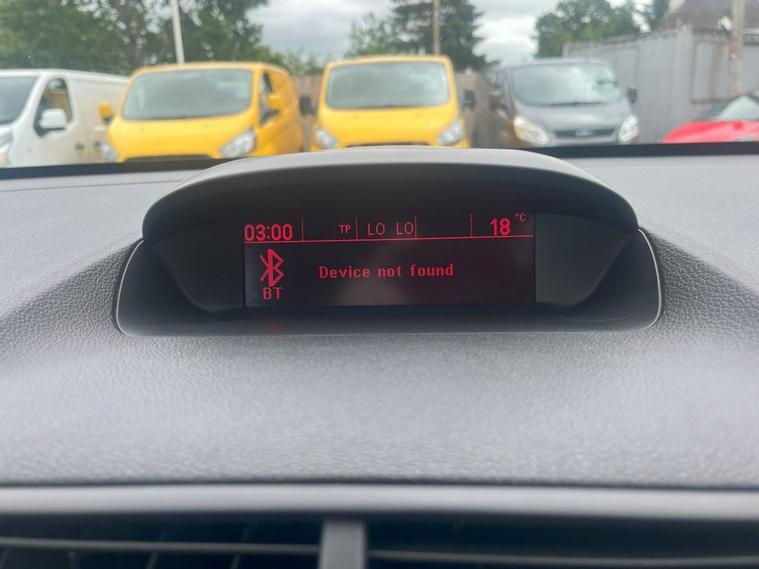 03:00 TP LO LO 18 °C
Device not found
BT